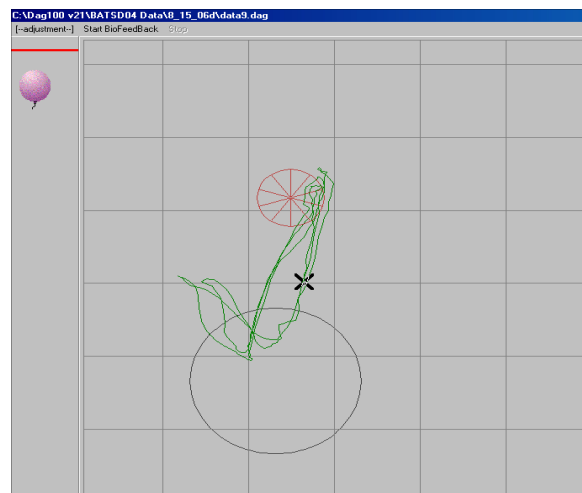 C:\Dag100 v21\BATSD04 Data\8_15_06d\data9.dag
[--adjustment--] Start BioFeedBack Stop